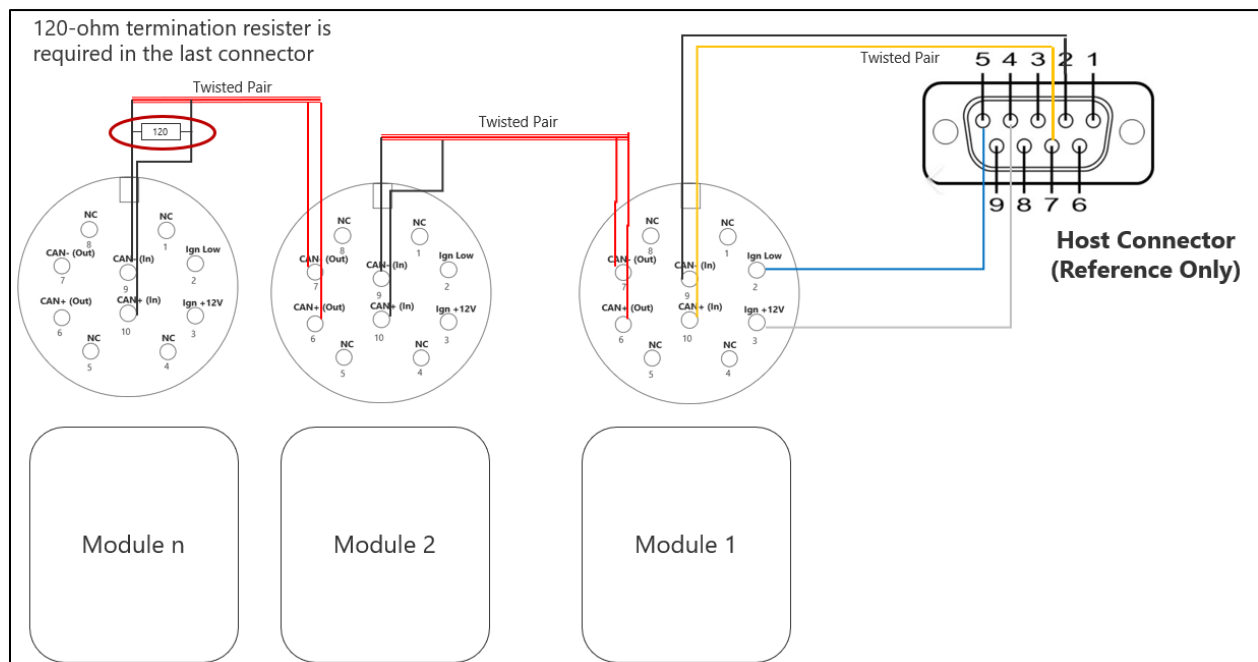 120-ohm termination resister is
required in the last connector
Twisted Pair
Twisted Pair
Twisted Pair
120
5 4 3 2 1
9 8 7 6
Host Connector
(Reference Only)
NC
8
NC
1
CAN- (Out)
7
CAN- (In)
9
Ign Low
2
CAN+ (Out)
6
CAN+ (In)
10
Ign +12V
3
NC
5
NC
4
NC
8
NC
1
CAN- (Out)
7
CAN- (In)
9
Ign Low
2
CAN+ (Out)
6
CAN+ (In)
10
Ign +12V
3
NC
5
NC
4
NC
8
NC
1
CAN- (Out)
7
CAN- (In)
9
Ign Low
2
CAN+ (Out)
6
CAN+ (In)
10
Ign +12V
3
NC
5
NC
4
Module n
Module 2
Module 1